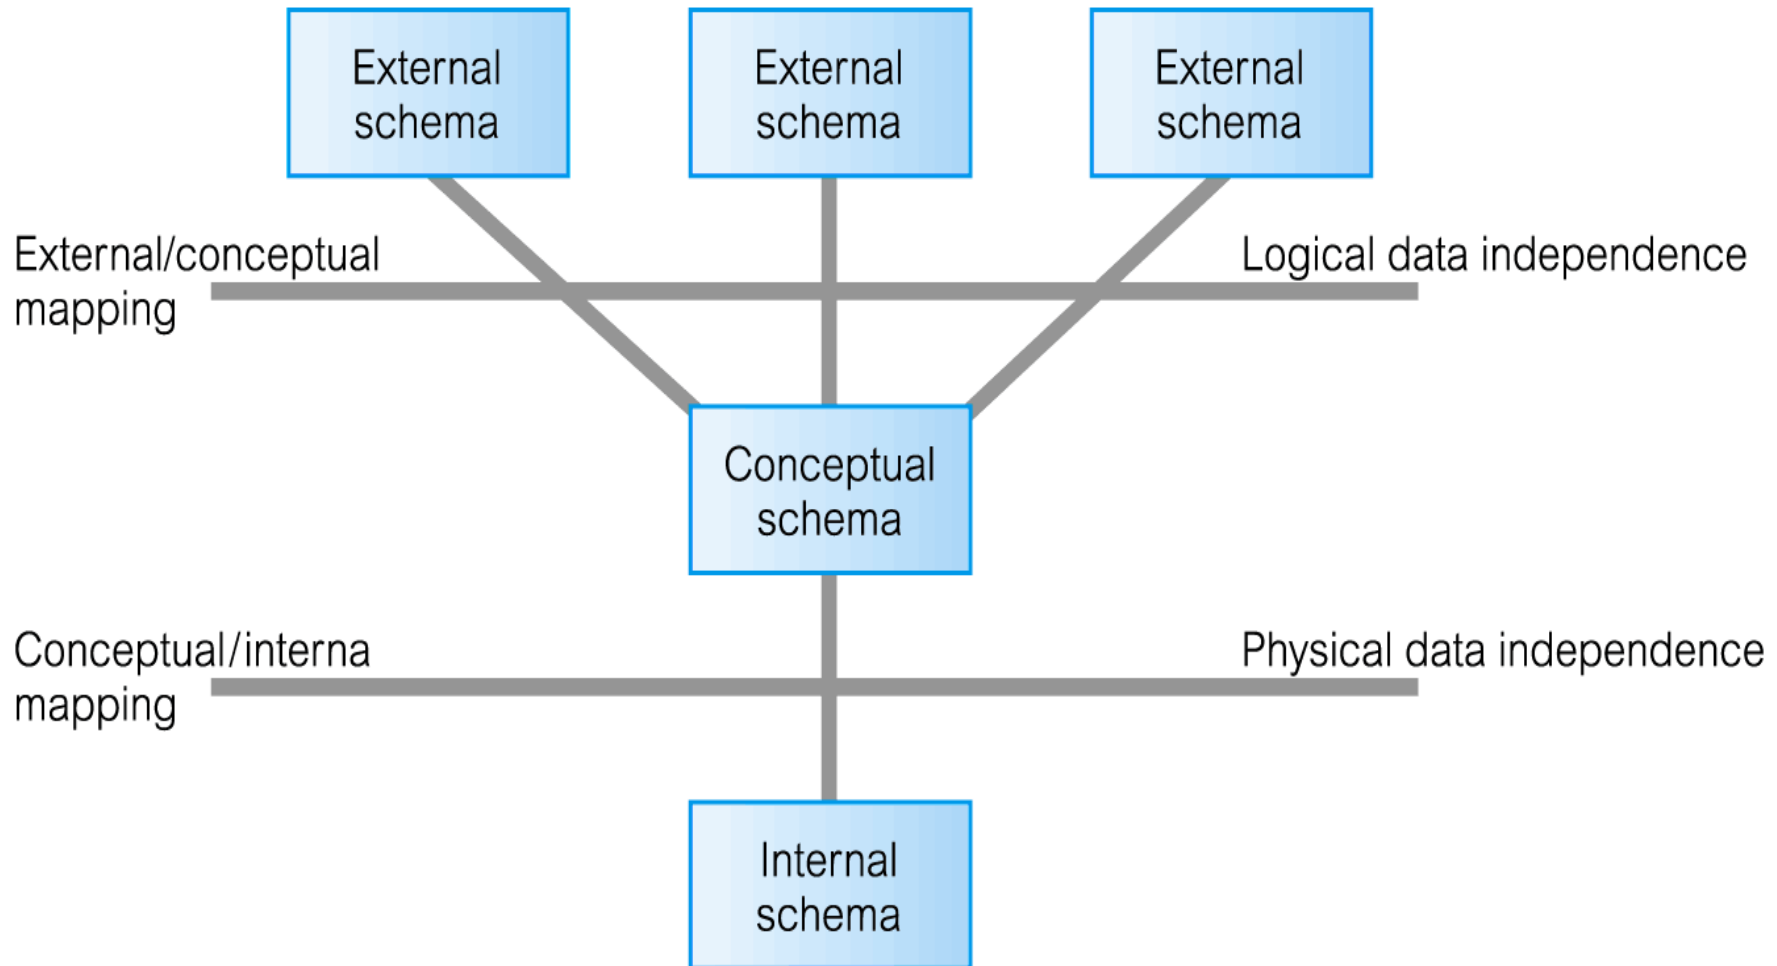 External
schema
External
schema
External
schema
External/conceptual
mapping
Logical data independence
Conceptual
schema
Conceptual/interna
mapping
Physical data independence
Internal
schema